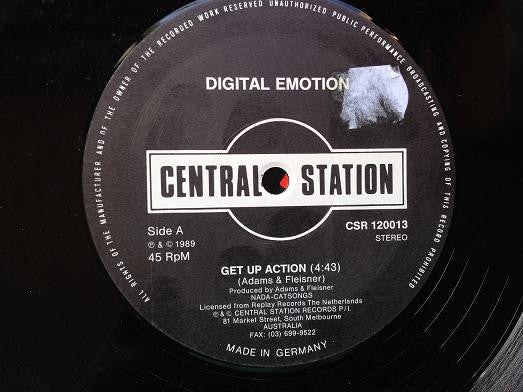 ALL RIGHTS OF THE MANUFACTURER AND OF THE OWNER OF THE RECORDED WORK RESERVED UNAUTHORIZED PUBLIC PERFORMANCE BROADCASTING AND COPYING OF THIS RECORD PROHIBITED
DIGITAL EMOTION
CENTRAL STATION
Side A
℗ & © 1989
45 RpM
CSR 120013
STEREO
GET UP ACTION (4:43)
(Adams & Fleisner)
Produced by Adams & Fleisner
NADA-CATSONGS
Licensed from Replay Records The Netherlands
℗ & © CENTRAL STATION RECORDS P/l.
81 Market Street, South Melbourne
AUSTRALIA
FAX: (03) 699-9522
MADE IN GERMANY